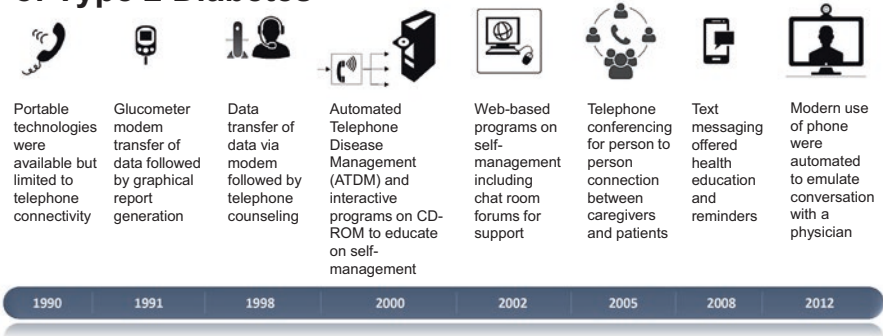 of Type 2 Diabetes
Portable
technologies
were
available but
limited to
telephone
connectivity
Glucometer
modem
transfer of
data followed
by graphical
report
generation
Data
transfer of
data via
modem
followed by
telephone
counseling
Automated
Telephone
Disease
Management
(ATDM) and
interactive
programs on CD-
ROM to educate
on self-
management
Web-based
programs on
self-
management
including
chat room
forums for
support
Telephone
conferencing
for person to
person
connection
between
caregivers
and patients
Text
messaging
offered
health
education
and
reminders
Modern use
of phone
were
automated
to emulate
conversation
with a
physician
1990 1991 1998 2000 2002 2005 2008 2012